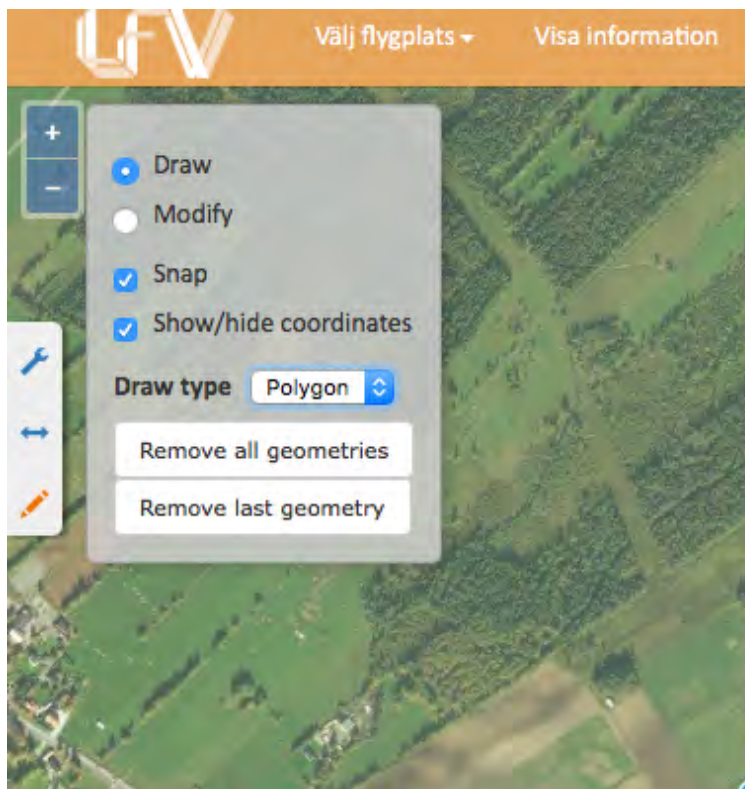 LFV
Välj flygplats Visa information
+
Draw
−
Modify
Snap
Show/hide coordinates
Draw type Polygon
Remove all geometries
Remove last geometry